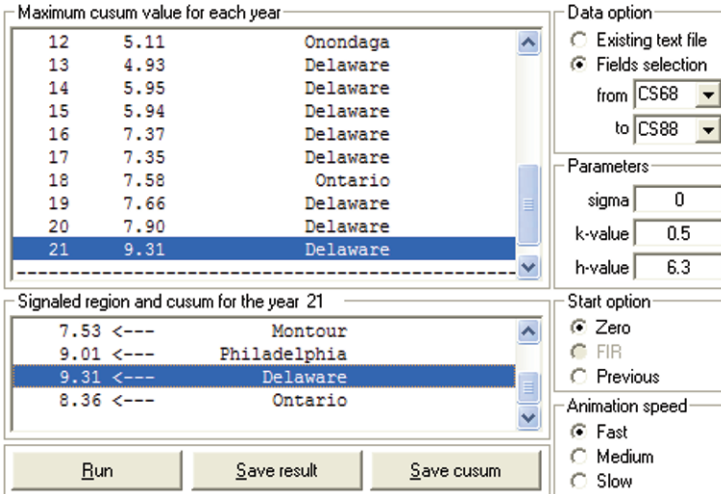 Maximum cusum value for each year
12 5.11 Onondaga
13 4.93 Delaware
14 5.95 Delaware
15 5.94 Delaware
16 7.37 Delaware
17 7.35 Delaware
18 7.58 Ontario
19 7.66 Delaware
20 7.90 Delaware
21 9.31 Delaware
------------------------------------------------
Signaled region and cusum for the year 21
7.53 <--- Montour
9.01 <--- Philadelphia
9.31 <--- Delaware
8.36 <--- Ontario
Run Save result Save cusum
Data option
Existing text file
Fields selection
from CS68
to CS88
Parameters
sigma 0
k-value 0.5
h-value 6.3
Start option
Zero
FIR
Previous
Animation speed
Fast
Medium
Slow